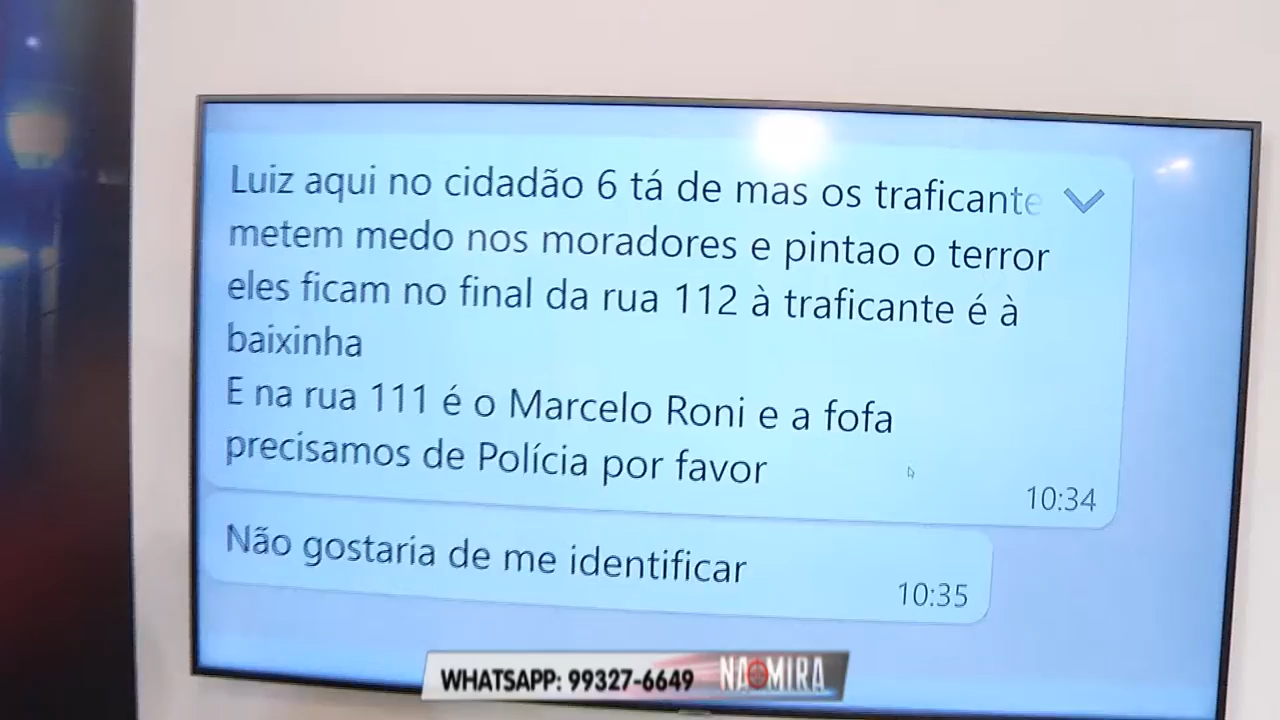 Luiz aqui no cidadão 6 tá de mas os traficante
metem medo nos moradores e pintao o terror
eles ficam no final da rua 112 à traficante é à
baixinha
E na rua 111 é o Marcelo Roni e a fofa
precisamos de Polícia por favor
10:34
Não gostaria de me identificar
10:35
WHATSAPP: 99327-6649 NA MIRA